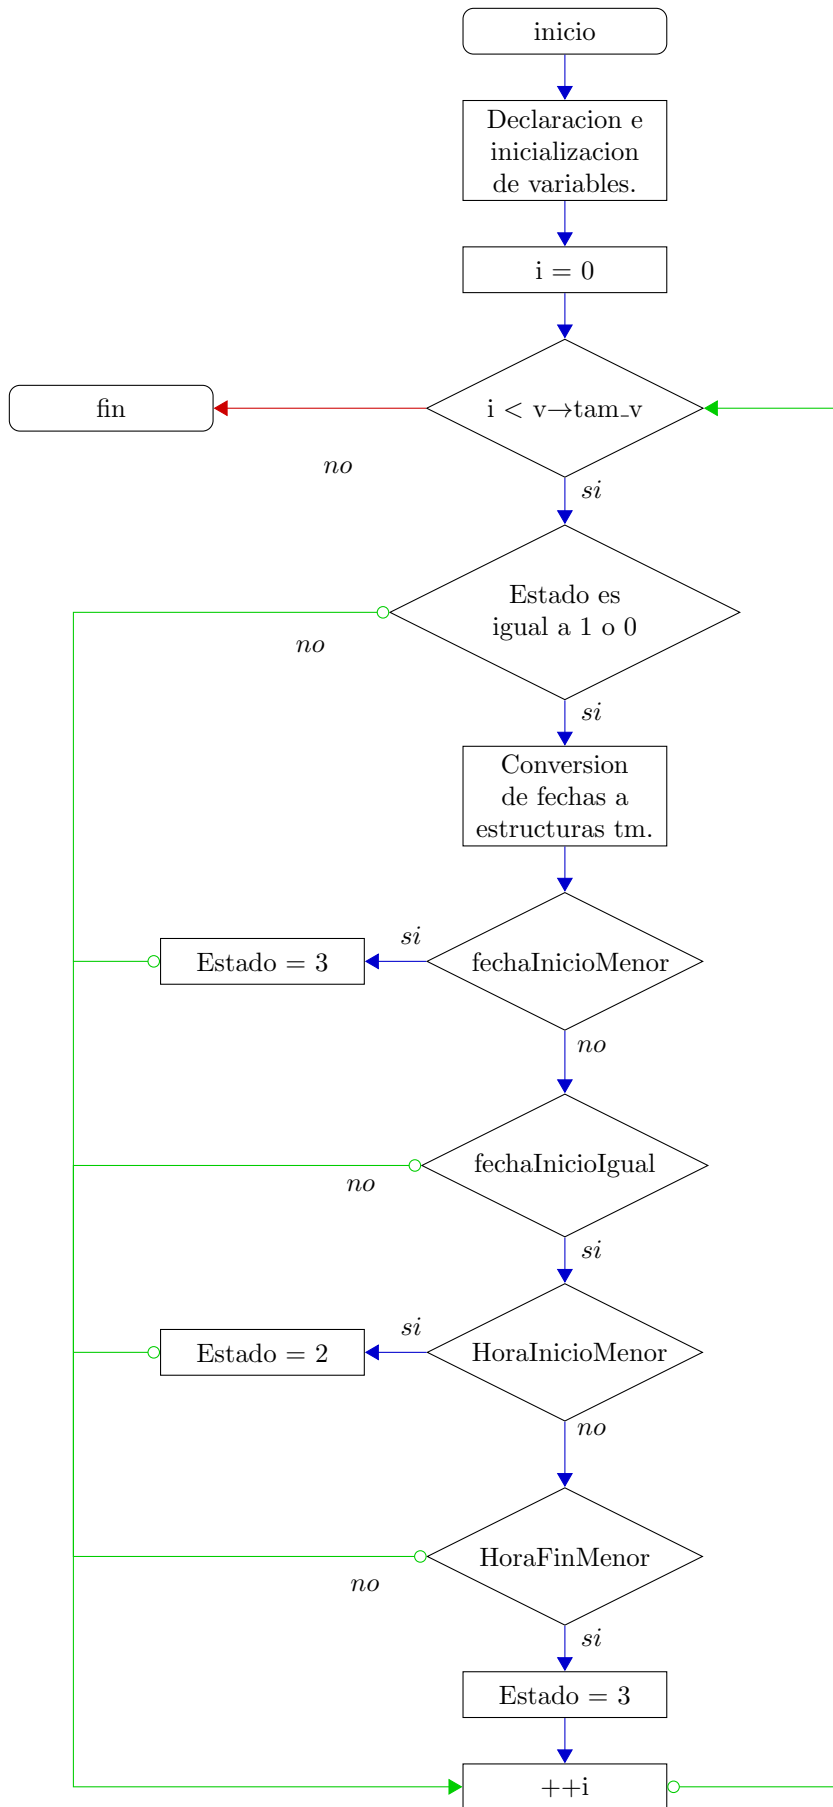 inicio
Declaracion e
inicializacion
de variables.
i = 0
i < v→tam_v
fin
no
si
Estado es
igual a 1 o 0
no
si
Conversion
de fechas a
estructuras tm.
fechaInicioMenor
si
Estado = 3
no
fechaInicioIgual
no
si
HoraInicioMenor
si
Estado = 2
no
HoraFinMenor
no
si
Estado = 3
++i